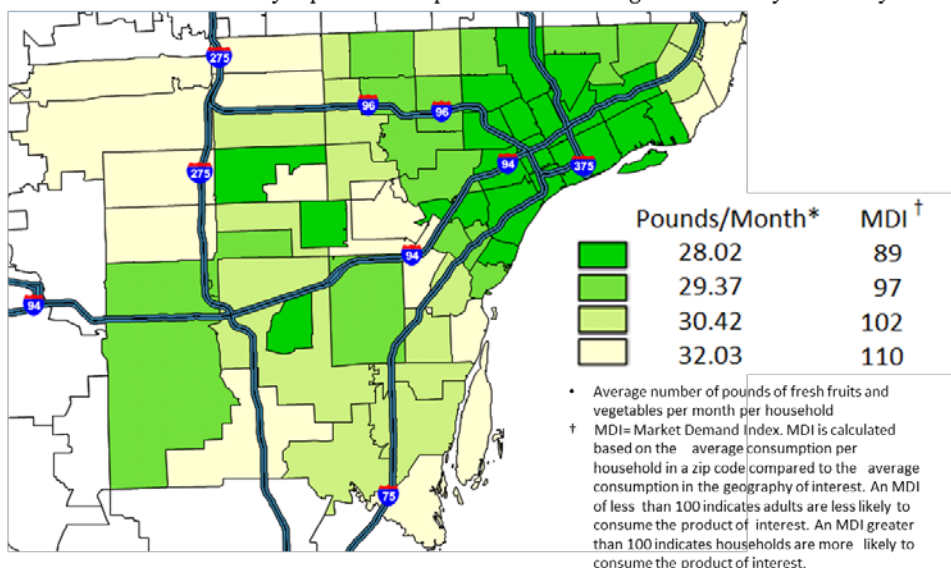 275
96
96
94
375
275
94
94
75
Pounds/Month* MDI †
28.02 89
29.37 97
30.42 102
32.03 110
• Average number of pounds of fresh fruits and
vegetables per month per household
† MDI= Market Demand Index. MDI is calculated
based on the average consumption per
household in a zip code compared to the average
consumption in the geography of interest. An MDI
of less than 100 indicates adults are less likely to
consume the product of interest. An MDI greater
than 100 indicates households are more likely to
consume the product of interest.